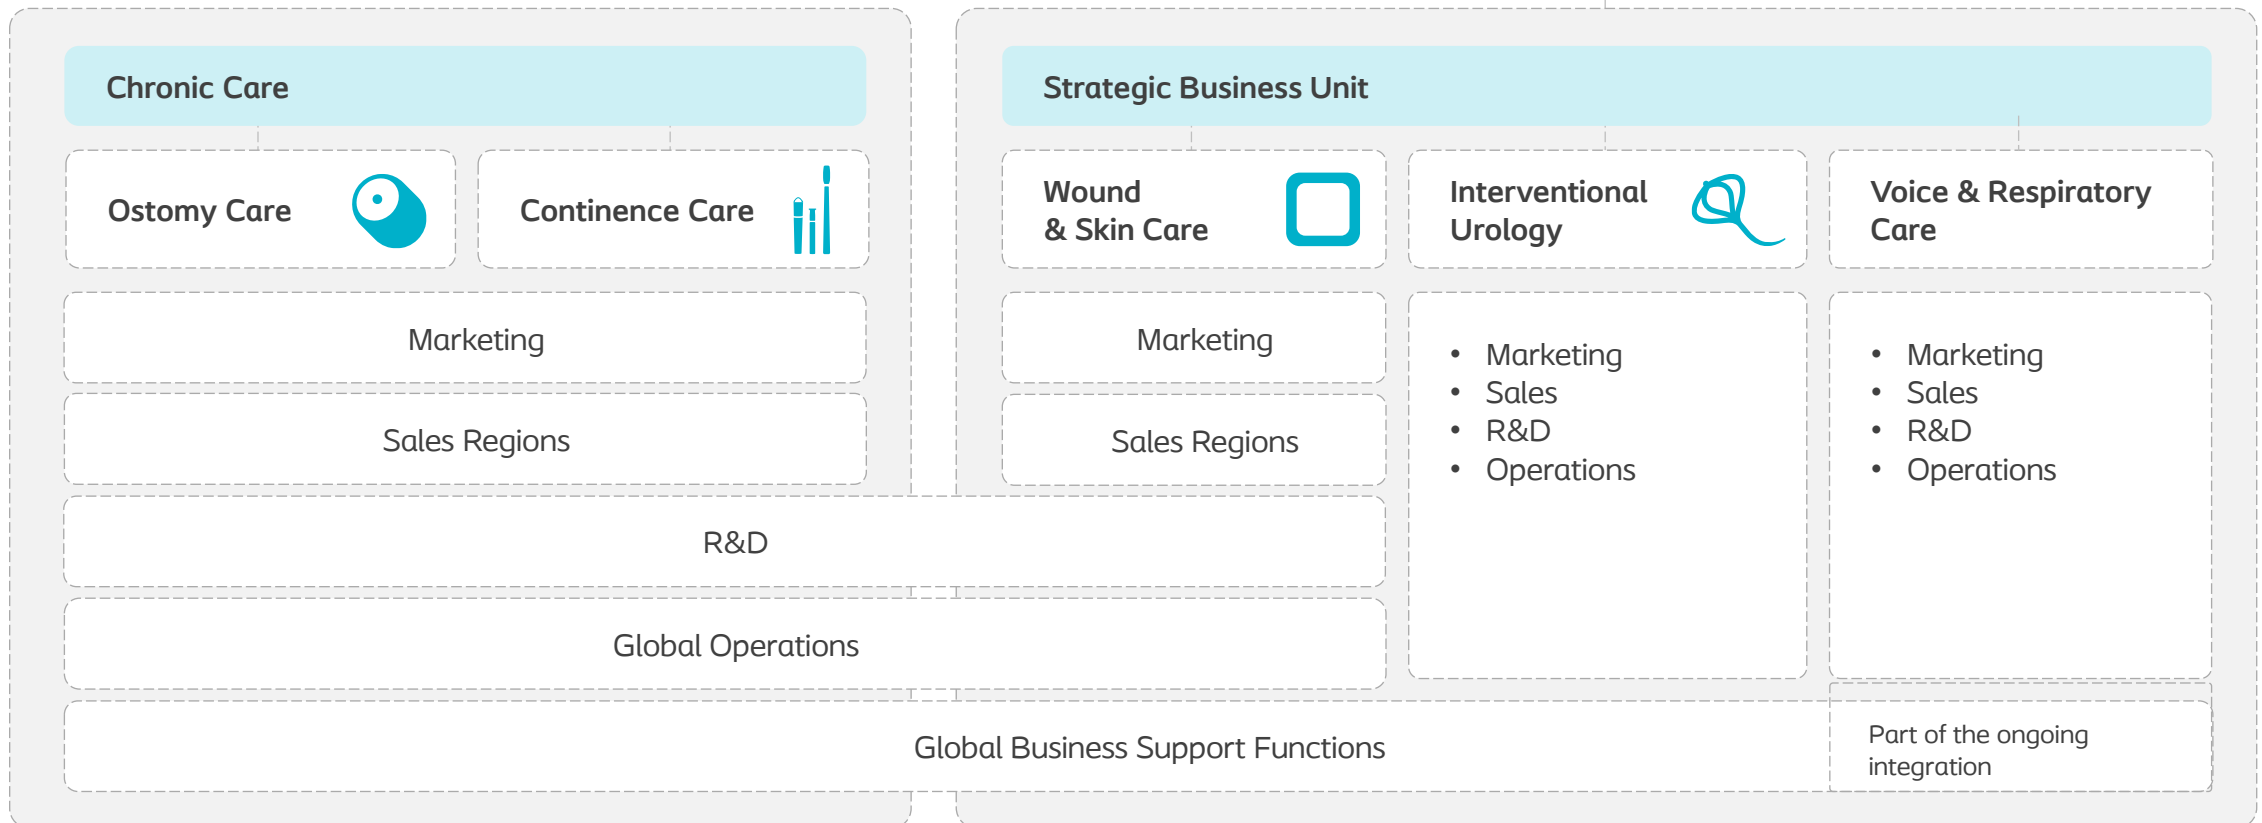 Chronic Care
Strategic Business Unit
Ostomy Care
Continence Care
Wound
& Skin Care
Interventional
Urology
Voice & Respiratory
Care
Marketing
Sales Regions
Marketing
Sales Regions
• Marketing
• Sales
• R&D
• Operations
• Marketing
• Sales
• R&D
• Operations
R&D
Global Operations
Global Business Support Functions
Part of the ongoing
integration